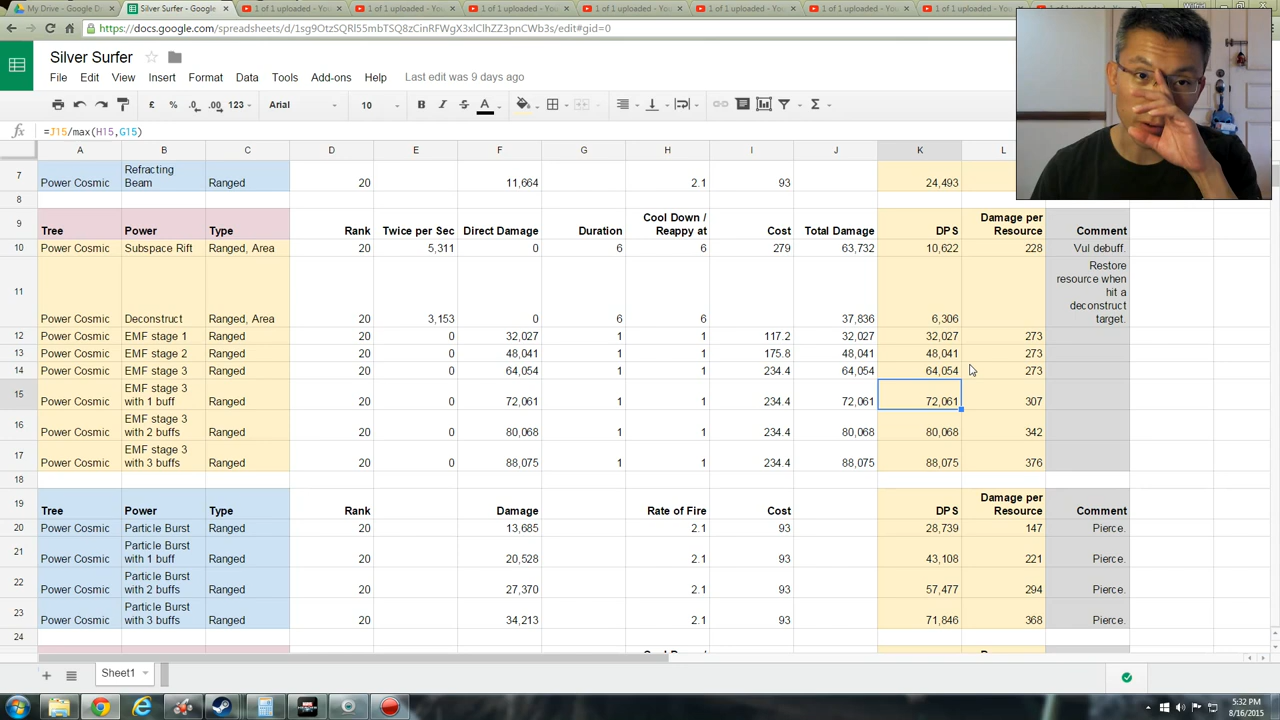 My Drive - Google D
Silver Surfer - Google
1 of 1 uploaded - YouT
1 of 1 uploaded - YouT
1 of 1 uploaded - YouT
1 of 1 uploaded - YouT
1 of 1 uploaded - YouT
1 of 1 uploaded - YouT
https://docs.google.com/spreadsheets/d/1sg9OtzSQRl55mbTSQ8zCinRFWgX3xlClhZZ3pnCWb3s/edit#gid=0
Silver Surfer
File Edit View Insert Format Data Tools Add-ons Help Last edit was 9 days ago
£ % .0 .00 123 Arial 10 B I S A Σ
fx =J15/max(H15,G15)
A B C D E F G H I J K L
7 Power Cosmic Refracting Beam Ranged 20 11,664 2.1 93 24,493
8
9 Tree Power Type Rank Twice per Sec Direct Damage Duration Cool Down / Reappy at Cost Total Damage DPS Damage per Resource Comment
10 Power Cosmic Subspace Rift Ranged, Area 20 5,311 0 6 6 279 63,732 10,622 228 Vul debuff.
11 Power Cosmic Deconstruct Ranged, Area 20 3,153 0 6 6 37,836 6,306 Restore resource when hit a deconstruct target.
12 Power Cosmic EMF stage 1 Ranged 20 0 32,027 1 1 117.2 32,027 32,027 273
13 Power Cosmic EMF stage 2 Ranged 20 0 48,041 1 1 175.8 48,041 48,041 273
14 Power Cosmic EMF stage 3 Ranged 20 0 64,054 1 1 234.4 64,054 64,054 273
15 Power Cosmic EMF stage 3 with 1 buff Ranged 20 0 72,061 1 1 234.4 72,061 72,061 307
16 Power Cosmic EMF stage 3 with 2 buffs Ranged 20 0 80,068 1 1 234.4 80,068 80,068 342
17 Power Cosmic EMF stage 3 with 3 buffs Ranged 20 0 88,075 1 1 234.4 88,075 88,075 376
18
19 Tree Power Type Rank Damage Rate of Fire Cost DPS Damage per Resource Comment
20 Power Cosmic Particle Burst Ranged 20 13,685 2.1 93 28,739 147 Pierce.
21 Power Cosmic Particle Burst with 1 buff Ranged 20 20,528 2.1 93 43,108 221 Pierce.
22 Power Cosmic Particle Burst with 2 buffs Ranged 20 27,370 2.1 93 57,477 294 Pierce.
23 Power Cosmic Particle Burst with 3 buffs Ranged 20 34,213 2.1 93 71,846 368 Pierce.
24
Sheet1
5:32 PM
8/16/2015